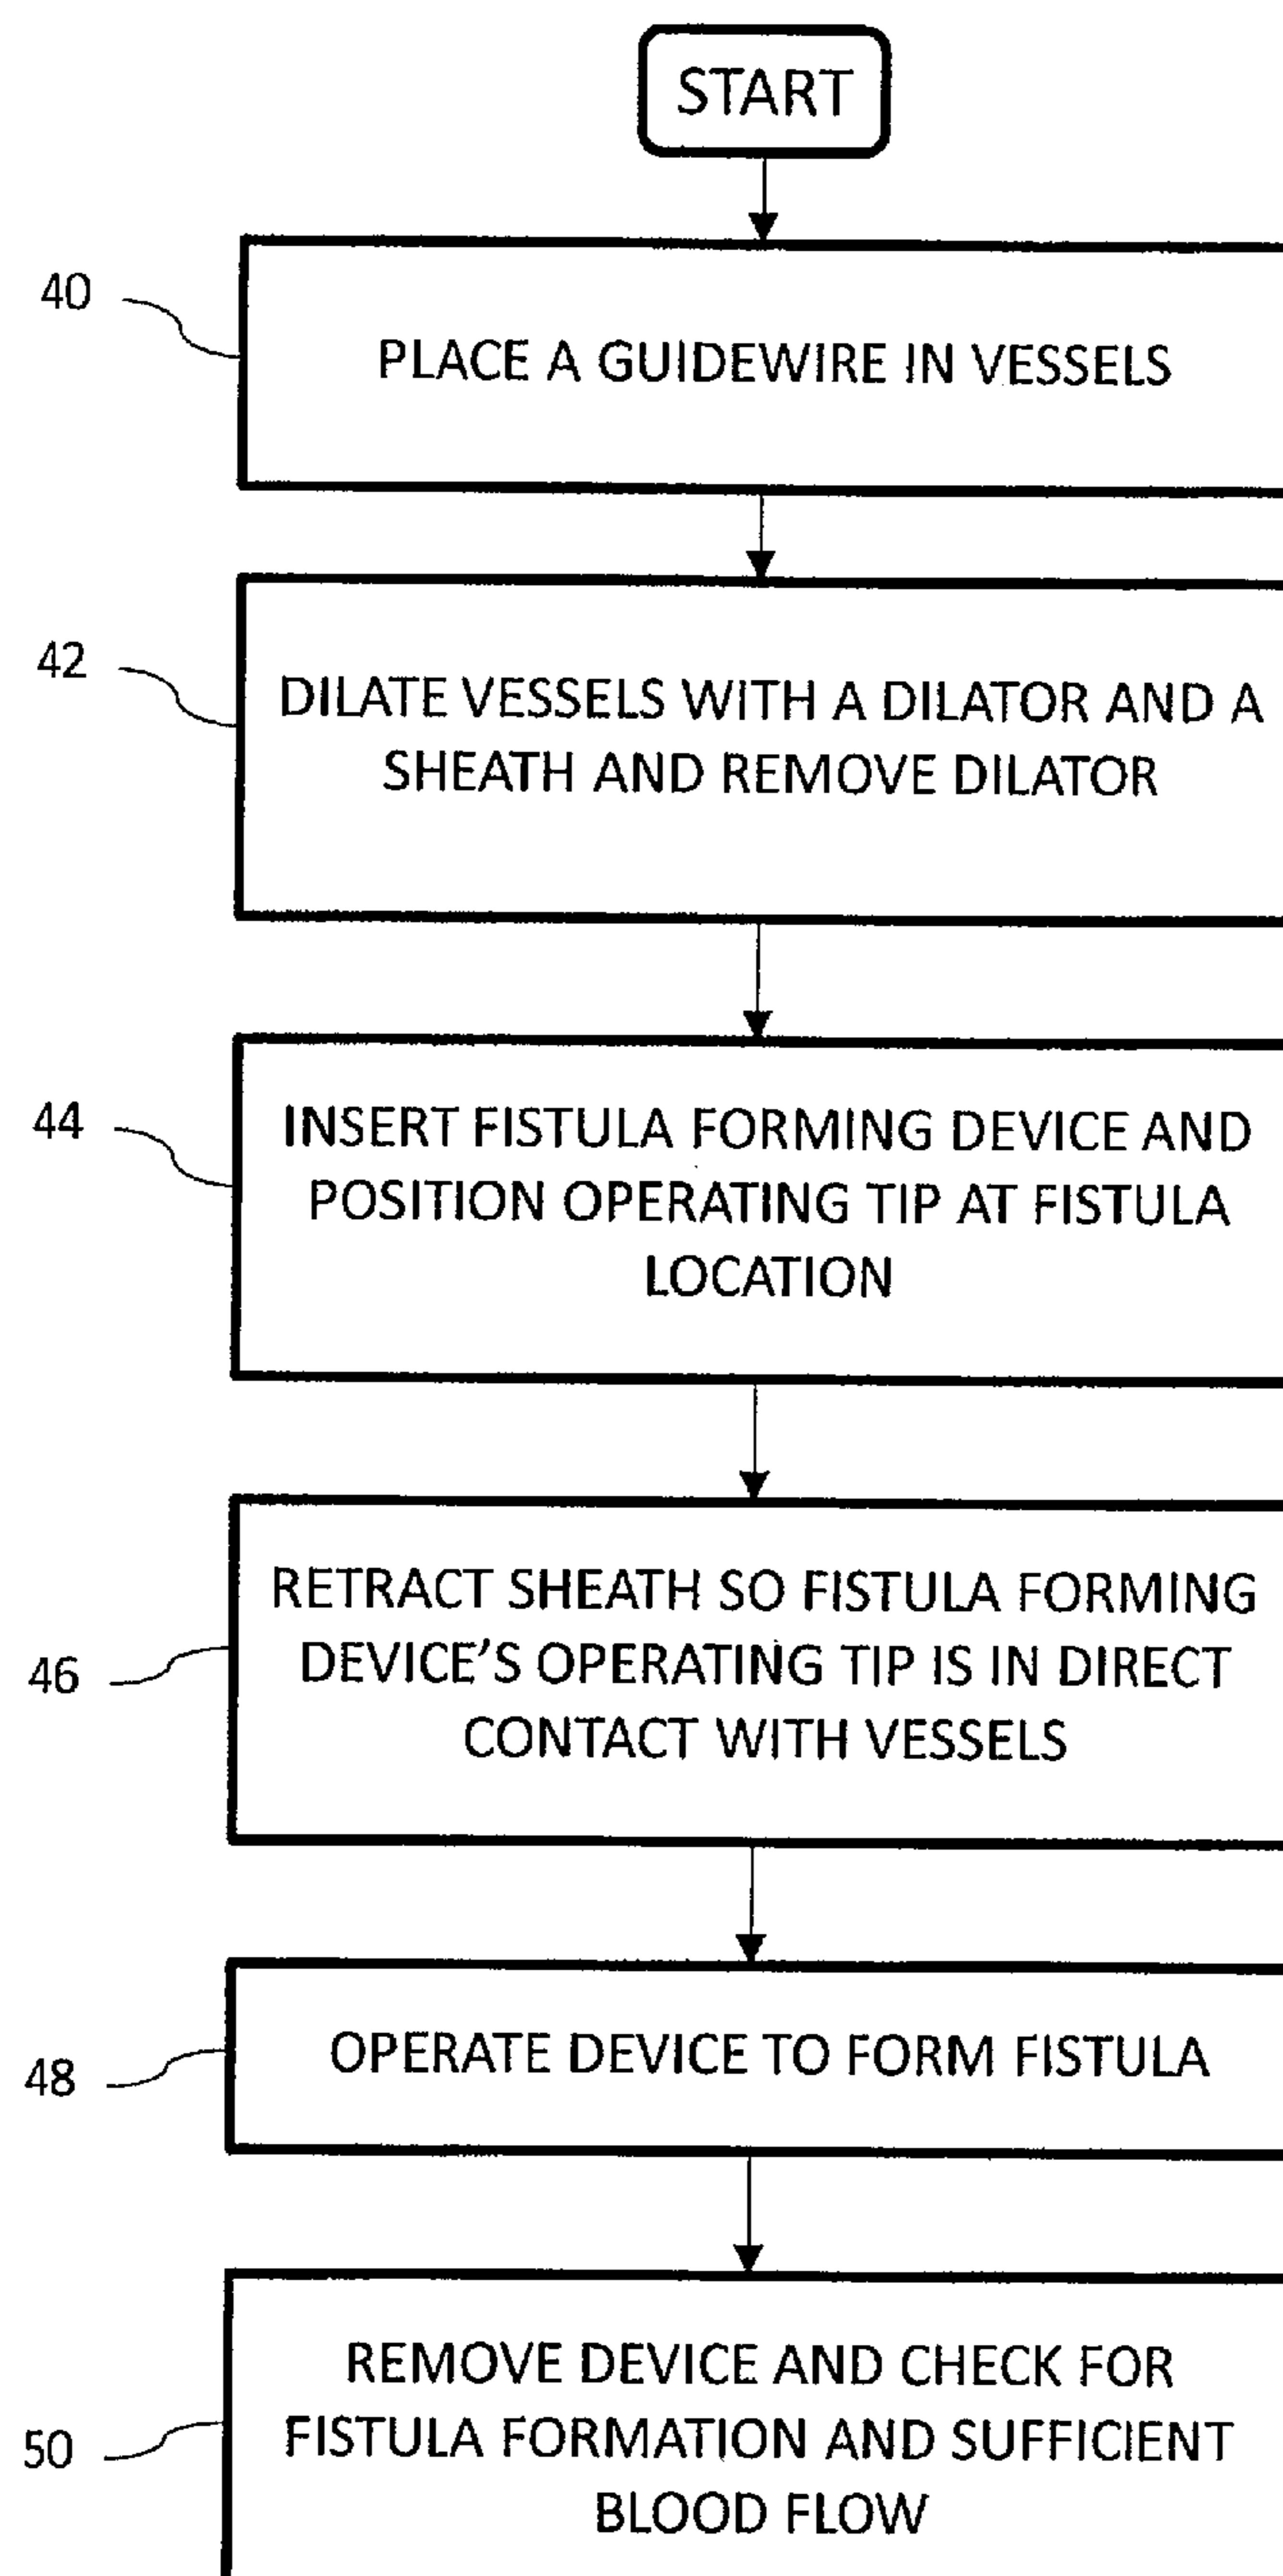 START
40
PLACE A GUIDEWIRE IN VESSELS
42
DILATE VESSELS WITH A DILATOR AND A
SHEATH AND REMOVE DILATOR
44
INSERT FISTULA FORMING DEVICE AND
POSITION OPERATING TIP AT FISTULA
LOCATION
46
RETRACT SHEATH SO FISTULA FORMING
DEVICE'S OPERATING TIP IS IN DIRECT
CONTACT WITH VESSELS
48
OPERATE DEVICE TO FORM FISTULA
50
REMOVE DEVICE AND CHECK FOR
FISTULA FORMATION AND SUFFICIENT
BLOOD FLOW